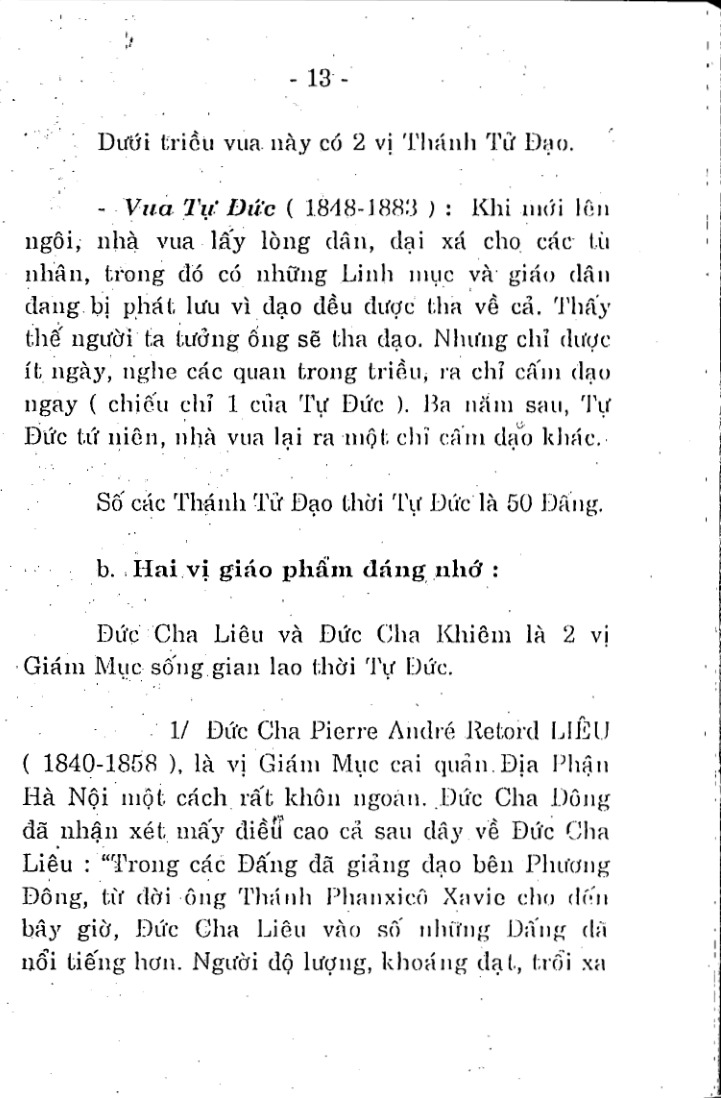 - 13 -
Dưới triều vua này có 2 vị Thánh Tử Đạo.
- Vua Tự Đức ( 1848-1883 ) : Khi mới lên
ngôi, nhà vua lấy lòng dân, đại xá cho các tù
nhân, trong đó có những Linh mục và giáo dân
đang bị phát lưu vì đạo đều được tha về cả. Thấy
thế người ta tưởng ông sẽ tha đạo. Nhưng chỉ được
ít ngày, nghe các quan trong triều, ra chỉ cấm đạo
ngay ( chiếu chỉ 1 của Tự Đức ). Ba năm sau, Tự
Đức tứ niên, nhà vua lại ra một chỉ cấm đạo khác.
Số các Thánh Tử Đạo thời Tự Đức là 50 Đấng.
b. Hai vị giáo phẩm đáng nhớ :
Đức Cha Liêu và Đức Cha Khiêm là 2 vị
Giám Mục sống gian lao thời Tự Đức.
1/ Đức Cha Pierre André Retord LIÊU
( 1840-1858 ), là vị Giám Mục cai quản Địa Phận
Hà Nội một cách rất khôn ngoan. Đức Cha Đông
đã nhận xét mấy điều cao cả sau đây về Đức Cha
Liêu : “Trong các Đấng đã giảng đạo bên Phương
Đông, từ đời ông Thánh Phanxicô Xavie cho đến
bây giờ, Đức Cha Liêu vào số những Đấng đã
nổi tiếng hơn. Người độ lượng, khoáng đạt, trổi xa